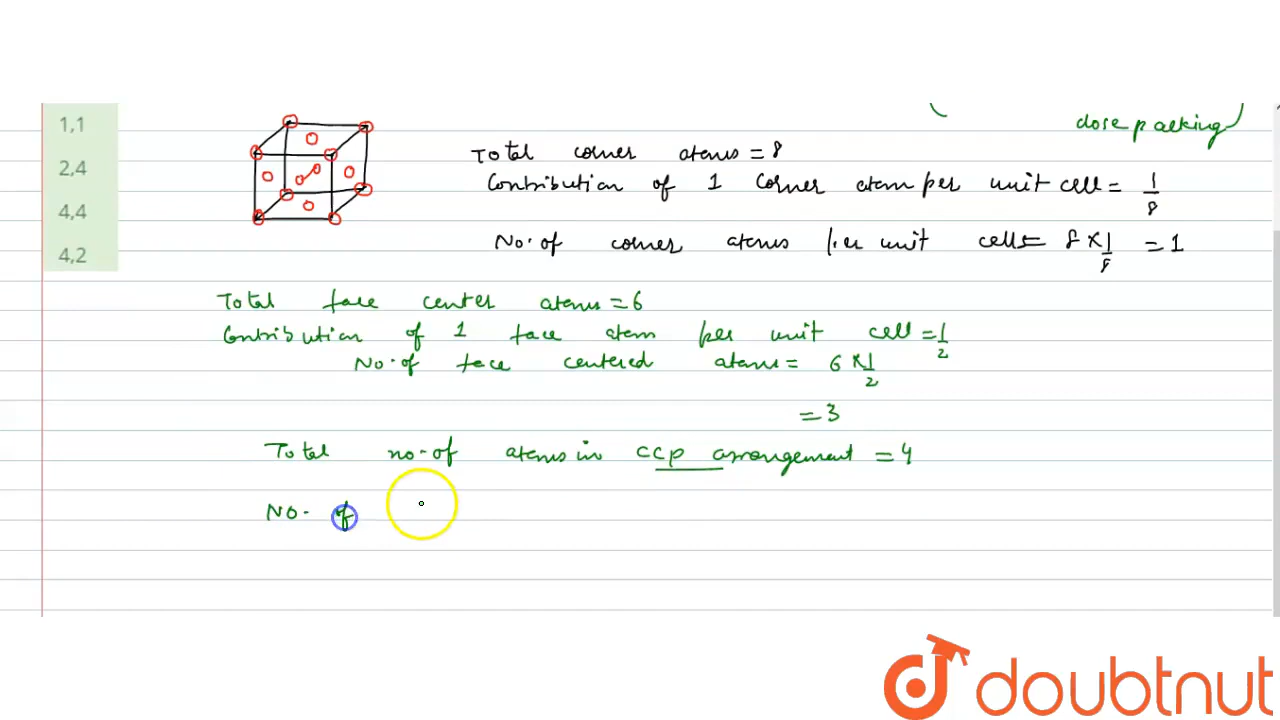 1,1
2,4
4,4
4,2
close packing)
Total corner atoms = 8
Contribution of 1 corner atom per unit cell = 1/8
No. of corner atoms per unit cell = 8 × 1/8 = 1
Total face center atoms = 6
Contribution of 1 face atom per unit cell = 1/2
No. of face centered atoms = 6 × 1/2
= 3
Total no. of atoms in ccp arrangement = 4
No. of
doubtnut